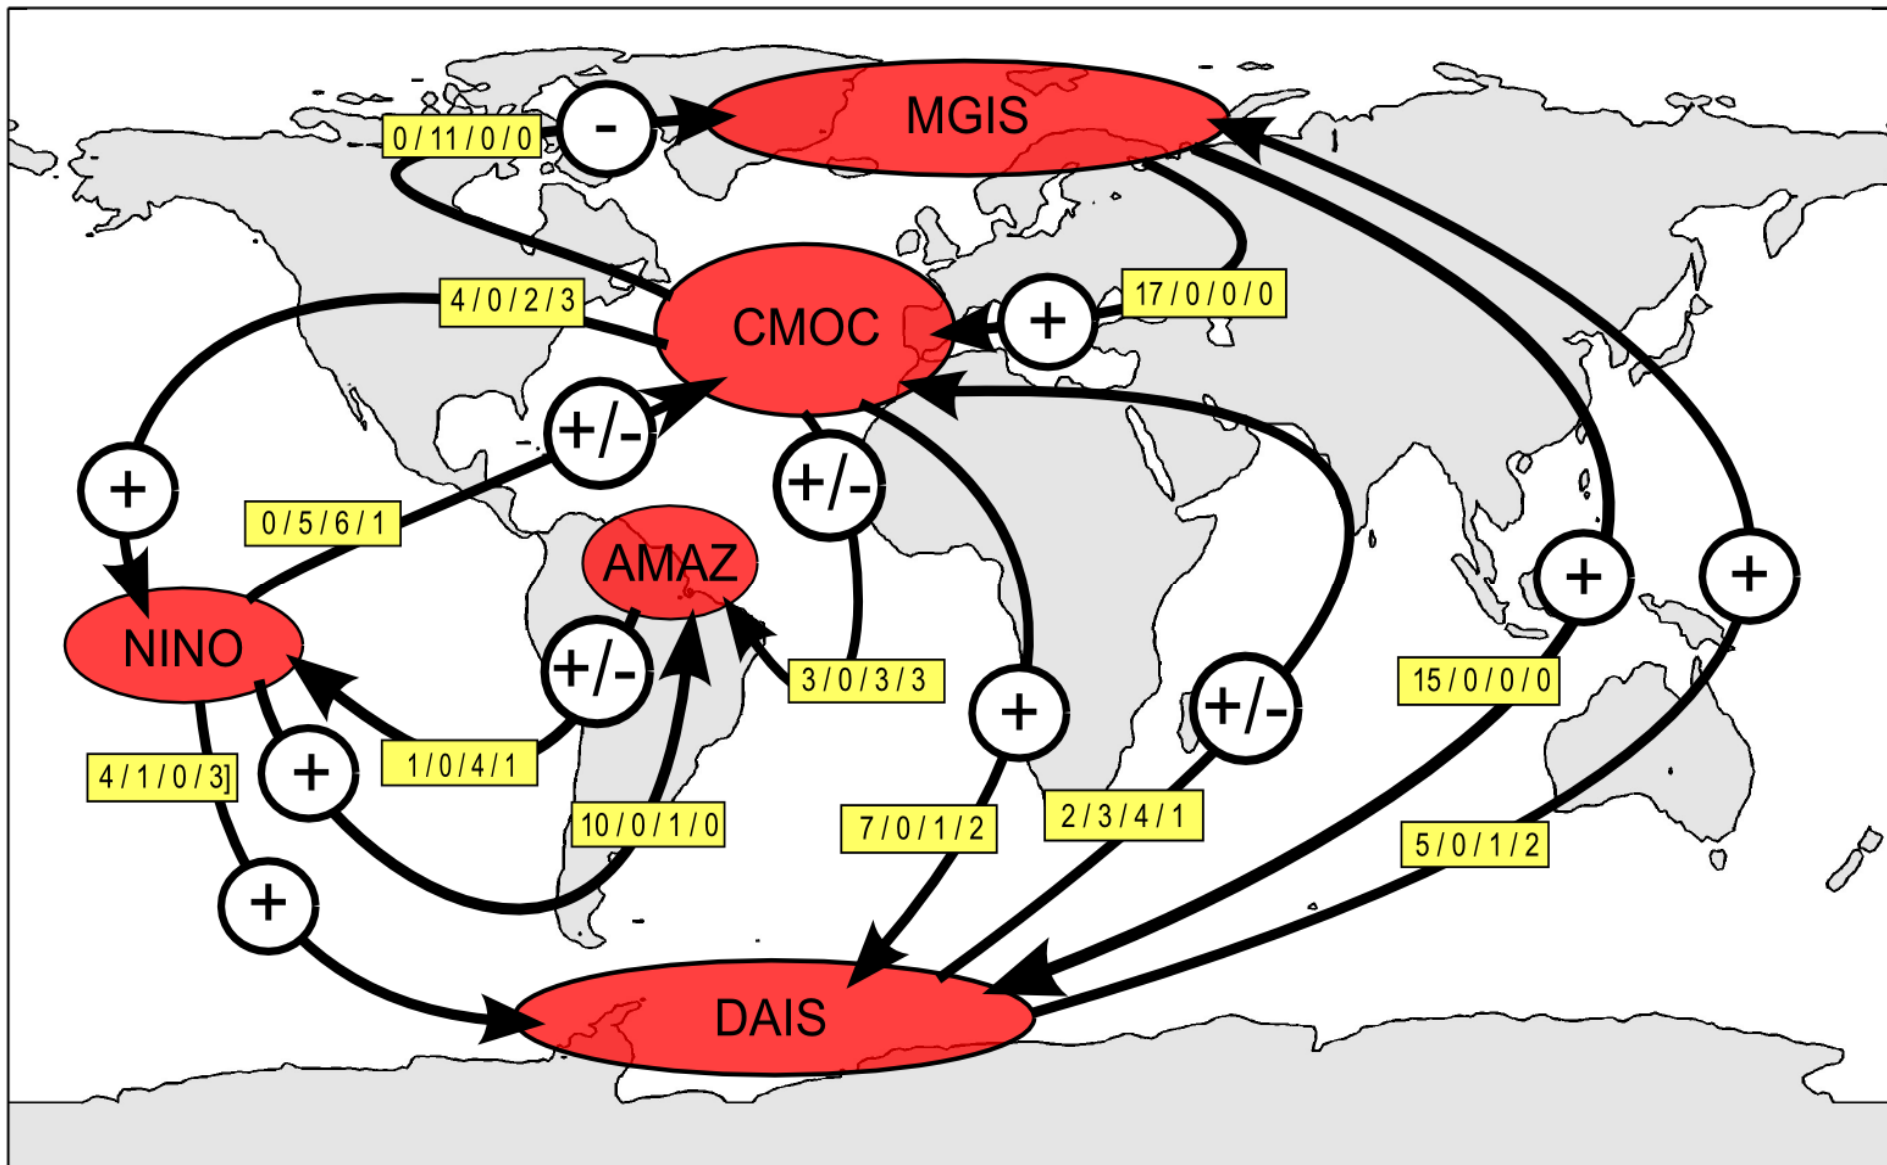 MGIS
-
0 / 11 / 0 / 0
CMOC
4 / 0 / 2 / 3
17 / 0 / 0 / 0
+
+/-
+/-
+
0 / 5 / 6 / 1
AMAZ
+
+
NINO
+/-
3 / 0 / 3 / 3
15 / 0 / 0 / 0
+
+/-
4 / 1 / 0 / 3]
+
1 / 0 / 4 / 1
10 / 0 / 1 / 0
7 / 0 / 1 / 2
2 / 3 / 4 / 1
5 / 0 / 1 / 2
+
DAIS